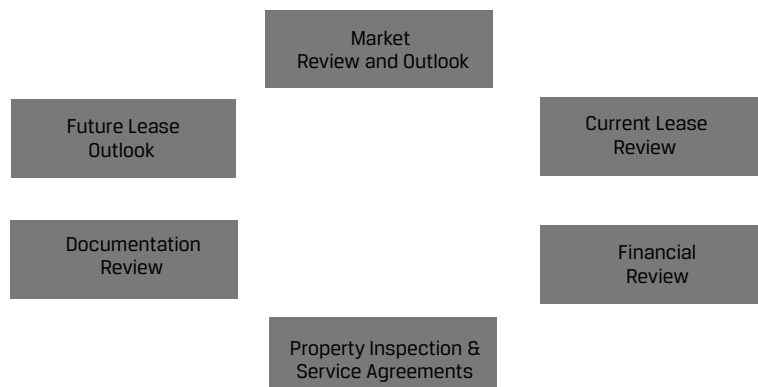 Market
Review and Outlook
Future Lease
Outlook
Current Lease
Review
Documentation
Review
Financial
Review
Property Inspection &
Service Agreements